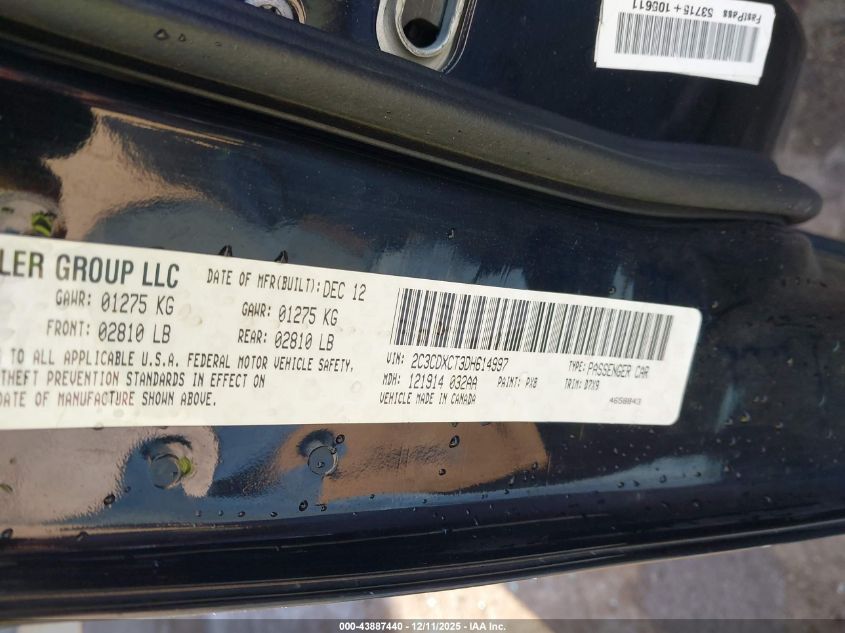 FastPass 53715+105611
LER GROUP LLC
DATE OF MFR(BUILT): DEC 12
GAWR: 01275 KG GAWR: 01275 KG
FRONT: 02810 LB REAR: 02810 LB
TO ALL APPLICABLE U.S.A. FEDERAL MOTOR VEHICLE SAFETY,
THEFT PREVENTION STANDARDS IN EFFECT ON
DATE OF MANUFACTURE SHOWN ABOVE.
VIN: 2C3CDXCT3DH614997 TYPE: PASSENGER CAR
MDH: 121914 032AA PAINT: PX8 TRIM: D7X9
VEHICLE MADE IN CANADA 4658843
000-43887440 - 12/11/2025 - IAA Inc.